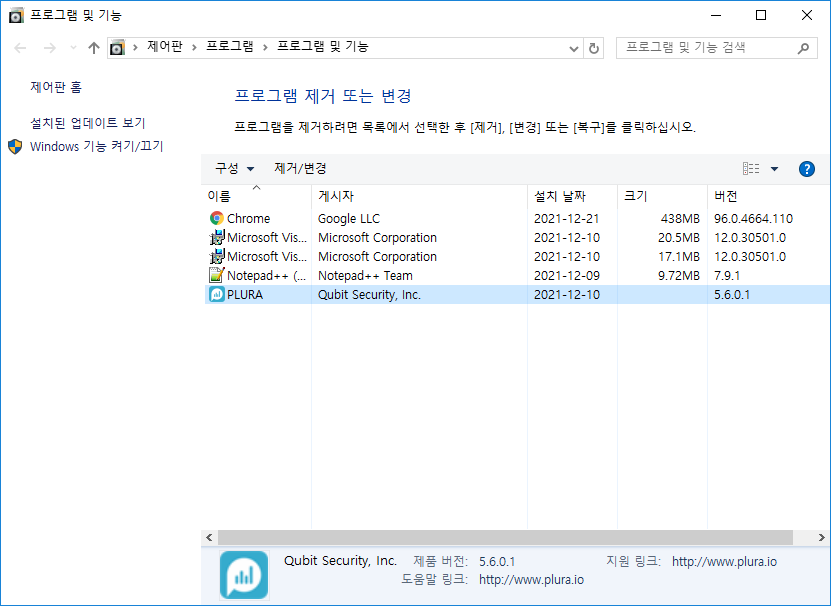 프로그램 및 기능
제어판 › 프로그램 › 프로그램 및 기능
프로그램 및 기능 검색
제어판 홈
설치된 업데이트 보기
Windows 기능 켜기/끄기
프로그램 제거 또는 변경
프로그램을 제거하려면 목록에서 선택한 후 [제거], [변경] 또는 [복구]를 클릭하십시오.
구성 제거/변경
이름 게시자 설치 날짜 크기 버전
Chrome Google LLC 2021-12-21 438MB 96.0.4664.110
Microsoft Vis... Microsoft Corporation 2021-12-10 20.5MB 12.0.30501.0
Microsoft Vis... Microsoft Corporation 2021-12-10 17.1MB 12.0.30501.0
Notepad++ (... Notepad++ Team 2021-12-09 9.72MB 7.9.1
PLURA Qubit Security, Inc. 2021-12-10 5.6.0.1
Qubit Security, Inc. 제품 버전: 5.6.0.1 지원 링크: http://www.plura.io
도움말 링크: http://www.plura.io